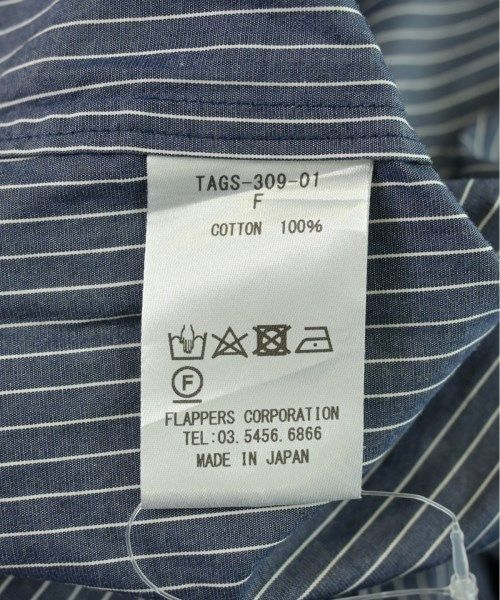 TAGS-309-01
F
COTTON 100%
F
FLAPPERS CORPORATION
TEL:03.5456.6866
MADE IN JAPAN